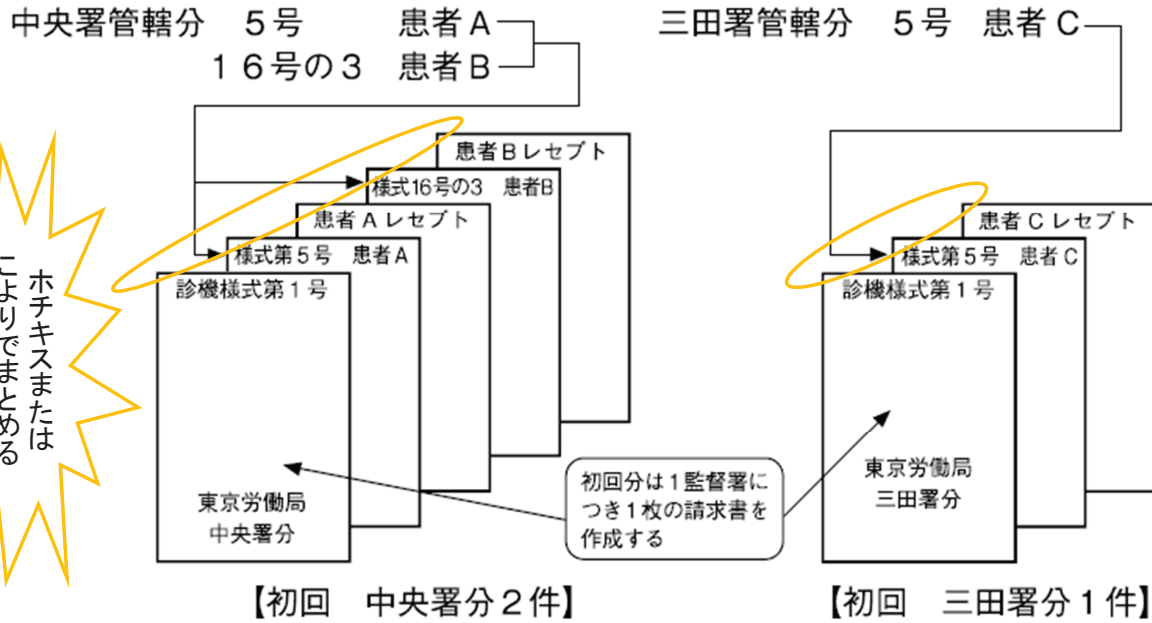 中央署管轄分　5号　　　患者A
16号の3　患者B
患者Bレセプト
様式16号の3　患者B
患者Aレセプト
様式第5号　患者A
診機様式第1号
東京労働局
中央署分
【初回　中央署分2件】
ホチキスまたは
こよりでまとめる
初回分は1監督署に
つき1枚の請求書を
作成する
三田署管轄分　5号　患者C
患者Cレセプト
様式第5号　患者C
診機様式第1号
東京労働局
三田署分
【初回　三田署分1件】